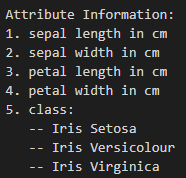 Attribute Information:
1. sepal length in cm
2. sepal width in cm
3. petal length in cm
4. petal width in cm
5. class:
-- Iris Setosa
-- Iris Versicolour
-- Iris Virginica